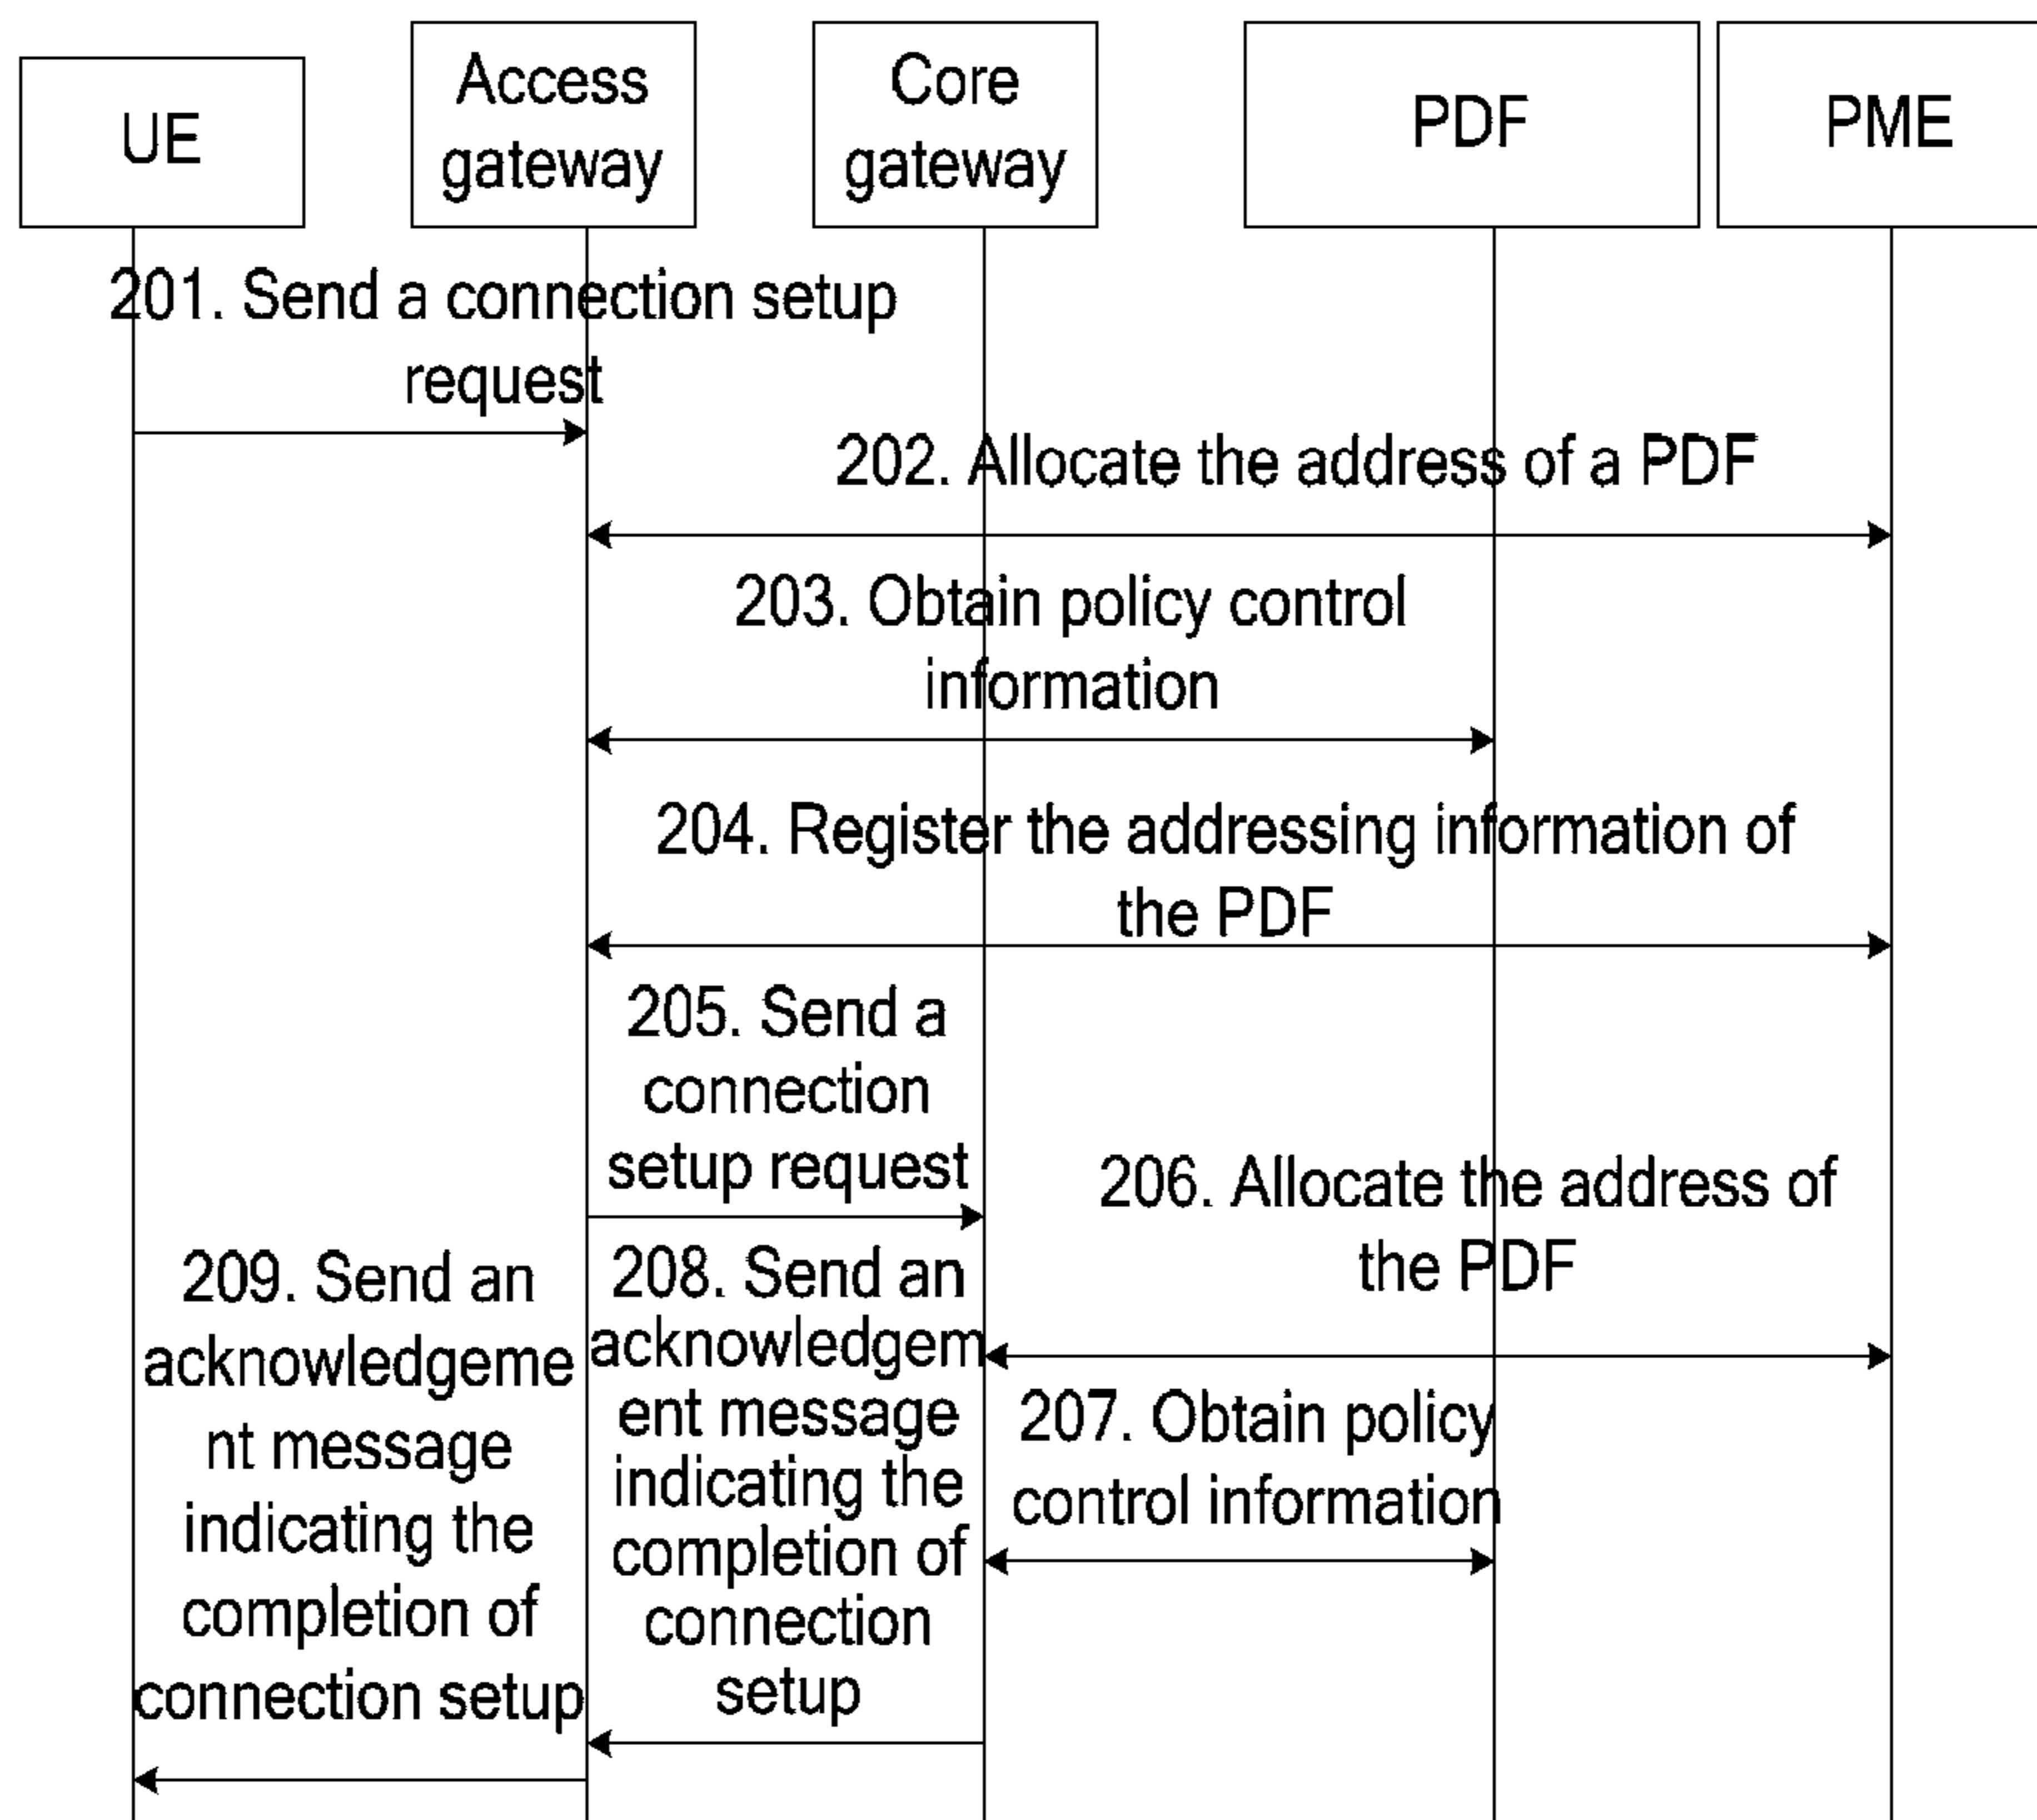 UE
Access
gateway
Core
gateway
PDF
PME
201. Send a connection setup
request
202. Allocate the address of a PDF
203. Obtain policy control
information
204. Register the addressing information of
the PDF
205. Send a
connection
setup request
206. Allocate the address of
the PDF
207. Obtain policy
control information
208. Send an
acknowledgem
ent message
indicating the
completion of
connection
setup
209. Send an
acknowledgeme
nt message
indicating the
completion of
connection setup